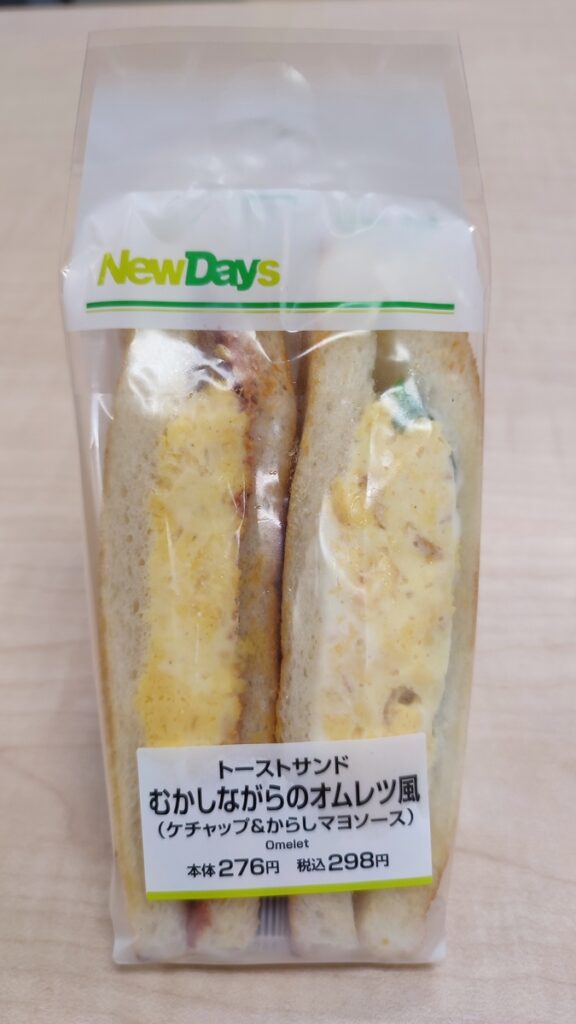 NewDays
トーストサンド
むかしながらのオムレツ風
（ケチャップ&からしマヨソース）
Omelet
本体276円 税込298円